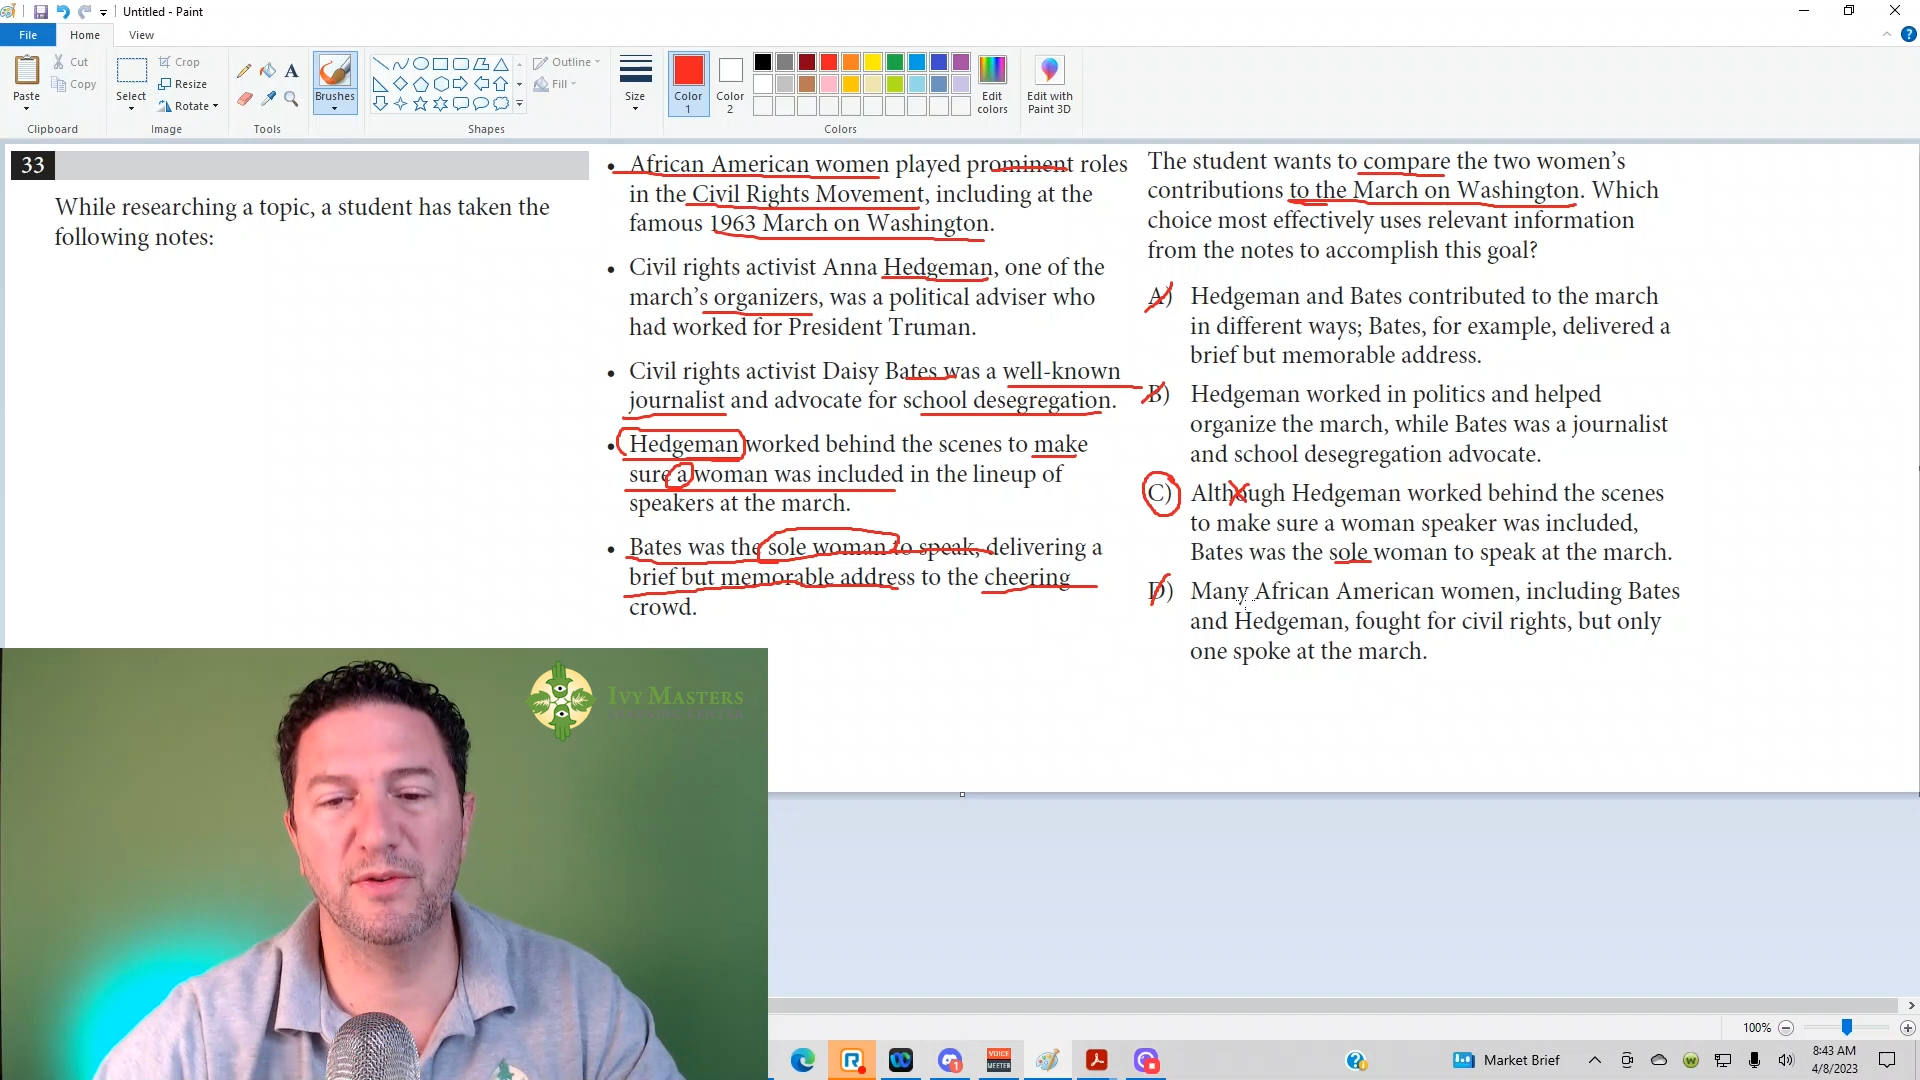 Untitled - Paint
File
Home
View
Cut
Copy
Paste
Clipboard
Crop
Resize
Rotate
Select
Image
Tools
Brushes
Shapes
Outline
Fill
Size
Color 1
Color 2
Edit colors
Colors
Edit with Paint 3D
33
While researching a topic, a student has taken the
following notes:
• African American women played prominent roles
in the Civil Rights Movement, including at the
famous 1963 March on Washington.
• Civil rights activist Anna Hedgeman, one of the
march's organizers, was a political adviser who
had worked for President Truman.
• Civil rights activist Daisy Bates was a well-known
journalist and advocate for school desegregation.
• Hedgeman worked behind the scenes to make
sure a woman was included in the lineup of
speakers at the march.
• Bates was the sole woman to speak, delivering a
brief but memorable address to the cheering
crowd.
The student wants to compare the two women's
contributions to the March on Washington. Which
choice most effectively uses relevant information
from the notes to accomplish this goal?
A) Hedgeman and Bates contributed to the march
in different ways; Bates, for example, delivered a
brief but memorable address.
B) Hedgeman worked in politics and helped
organize the march, while Bates was a journalist
and school desegregation advocate.
C) Although Hedgeman worked behind the scenes
to make sure a woman speaker was included,
Bates was the sole woman to speak at the march.
D) Many African American women, including Bates
and Hedgeman, fought for civil rights, but only
one spoke at the march.
IVY MASTERS
LEARNING CENTER
100%
VOICE
MEETER
Market Brief
8:43 AM
4/8/2023